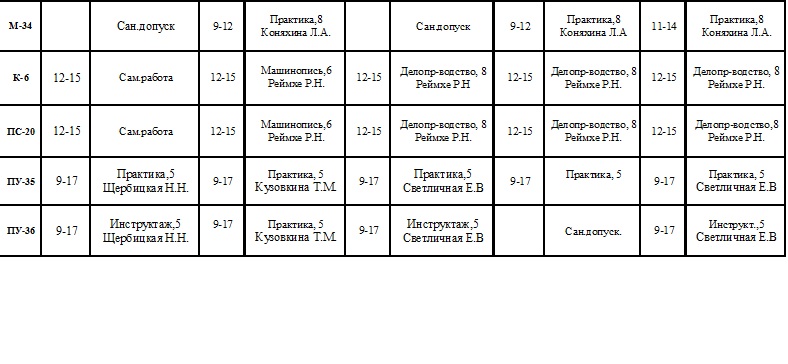 М-34 Сан.допуск 9-12 Практика,8 Коняхина Л.А. Сан.допуск 9-12 Практика,8 Коняхина Л.А 11-14 Практика,8 Коняхина Л.А.
К-6 12-15 Сам.работа 12-15 Машинопись,6 Реймхе Р.Н. 12-15 Делопр-водство, 8 Реймхе Р.Н 12-15 Делопр-водство, 8 Реймхе Р.Н. 12-15 Делопр-водство,8 Реймхе Р.Н.
ПС-20 12-15 Сам.работа 12-15 Машинопись,6 Реймхе Р.Н. 12-15 Делопр-водство, 8 Реймхе Р.Н. 12-15 Делопр-водство, 8 Реймхе Р.Н. 12-15 Делопр-водство,8 Реймхе Р.Н.
ПУ-35 9-17 Практика,5 Щербицкая Н.Н. 9-17 Практика, 5 Кузовкина Т.М. 9-17 Практика,5 Светличная Е.В 9-17 Практика, 5 9-17 Практика, 5 Светличная Е.В
ПУ-36 9-17 Инструктаж,5 Щербицкая Н.Н. 9-17 Практика, 5 Кузовкина Т.М. 9-17 Инструктаж,5 Светличная Е.В Сан.допуск. 9-17 Инструкт.,5 Светличная Е.В